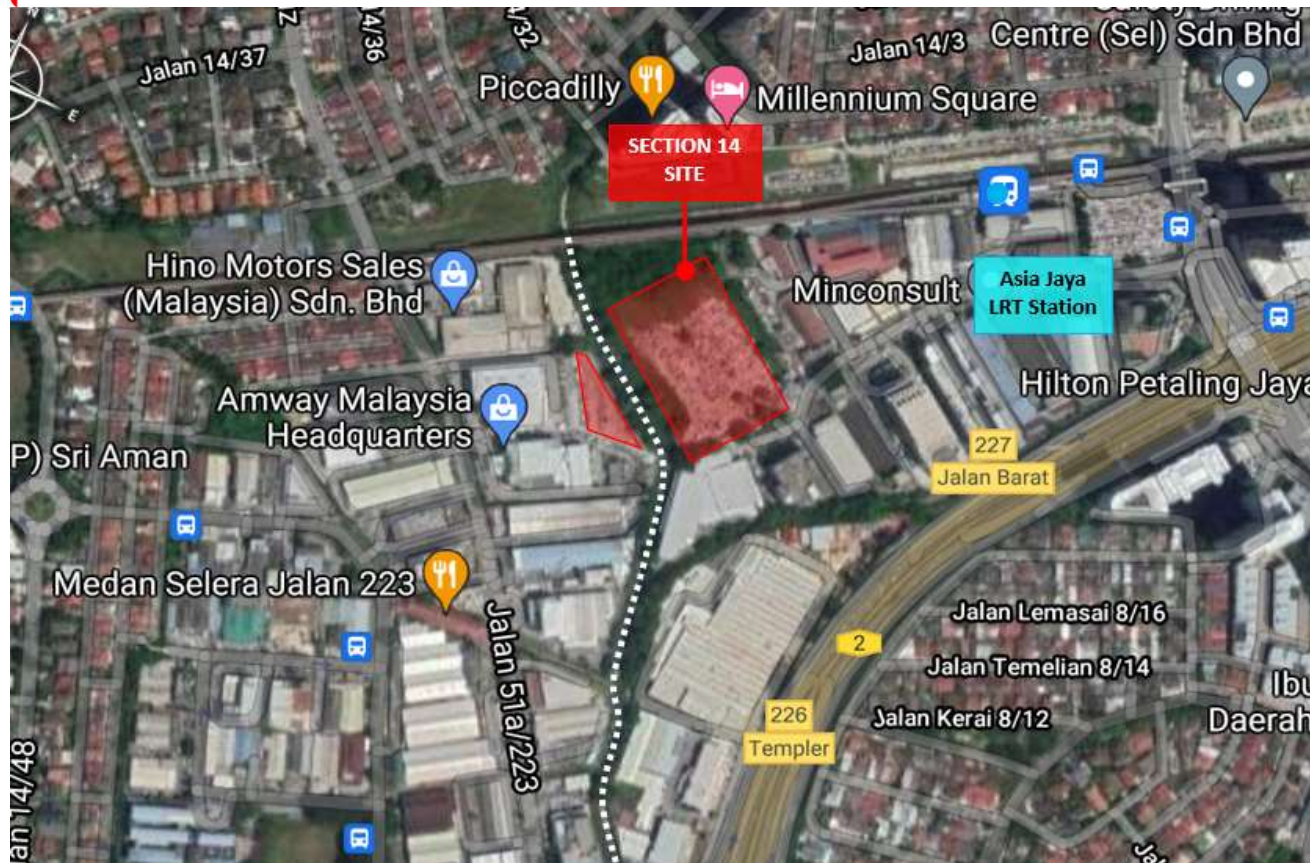 Centre (Sel) Sdn Bhd
Jalan 14/37
14/36
Z
/32
Jalan 14/3
Piccadilly
Millennium Square
SECTION 14
SITE
E
Hino Motors Sales
(Malaysia) Sdn. Bhd
Minconsult
Asia Jaya
LRT Station
Amway Malaysia
Headquarters
Hilton Petaling Jaya
P) Sri Aman
227
Jalan Barat
Medan Selera Jalan 223
Jalan 51a/223
Jalan Lemasai 8/16
2
Jalan Temelian 8/14
Ibu
Daerah
226
Templer
Jalan Kerai 8/12
lan 14/48
Ja